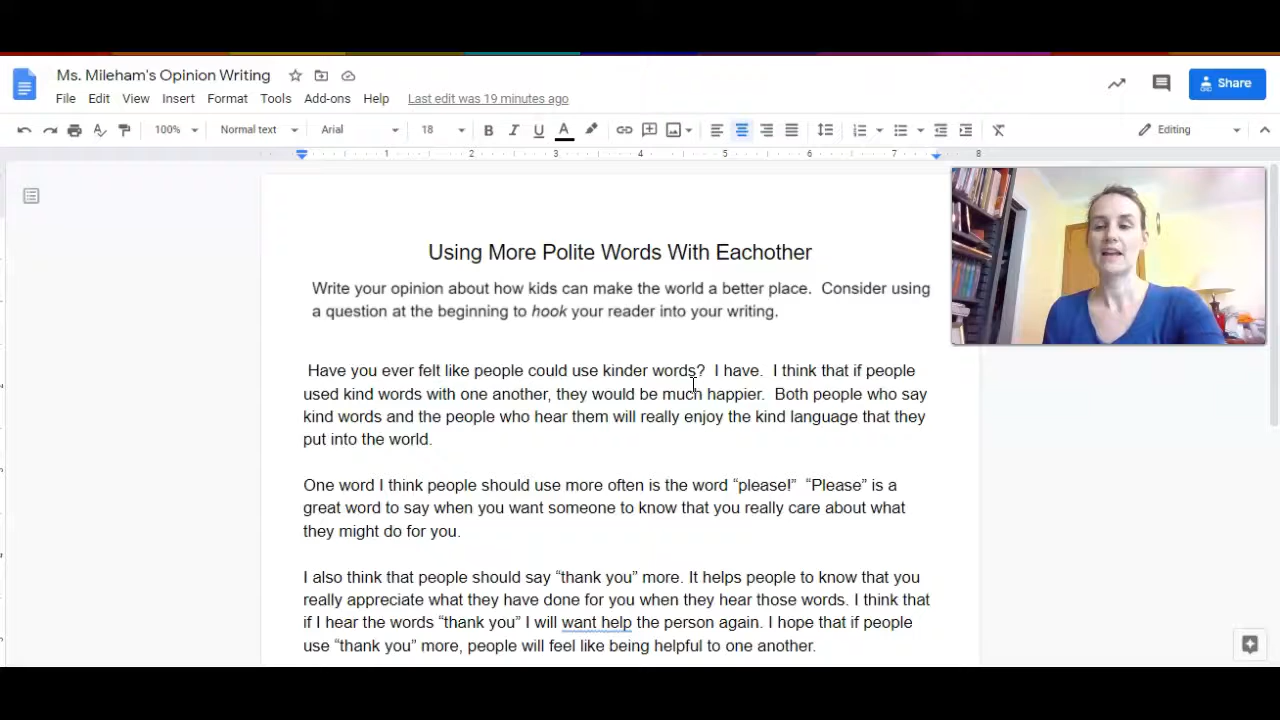 Ms. Mileham's Opinion Writing
File Edit View Insert Format Tools Add-ons Help Last edit was 19 minutes ago
Share
100% Normal text Arial 18 B I U A Editing
1 2 3 4 5 6 7 8
Using More Polite Words With Eachother
Write your opinion about how kids can make the world a better place. Consider using
a question at the beginning to hook your reader into your writing.
Have you ever felt like people could use kinder words? I have. I think that if people
used kind words with one another, they would be much happier. Both people who say
kind words and the people who hear them will really enjoy the kind language that they
put into the world.
One word I think people should use more often is the word “please!” “Please” is a
great word to say when you want someone to know that you really care about what
they might do for you.
I also think that people should say “thank you” more. It helps people to know that you
really appreciate what they have done for you when they hear those words. I think that
if I hear the words “thank you” I will want help the person again. I hope that if people
use “thank you” more, people will feel like being helpful to one another.